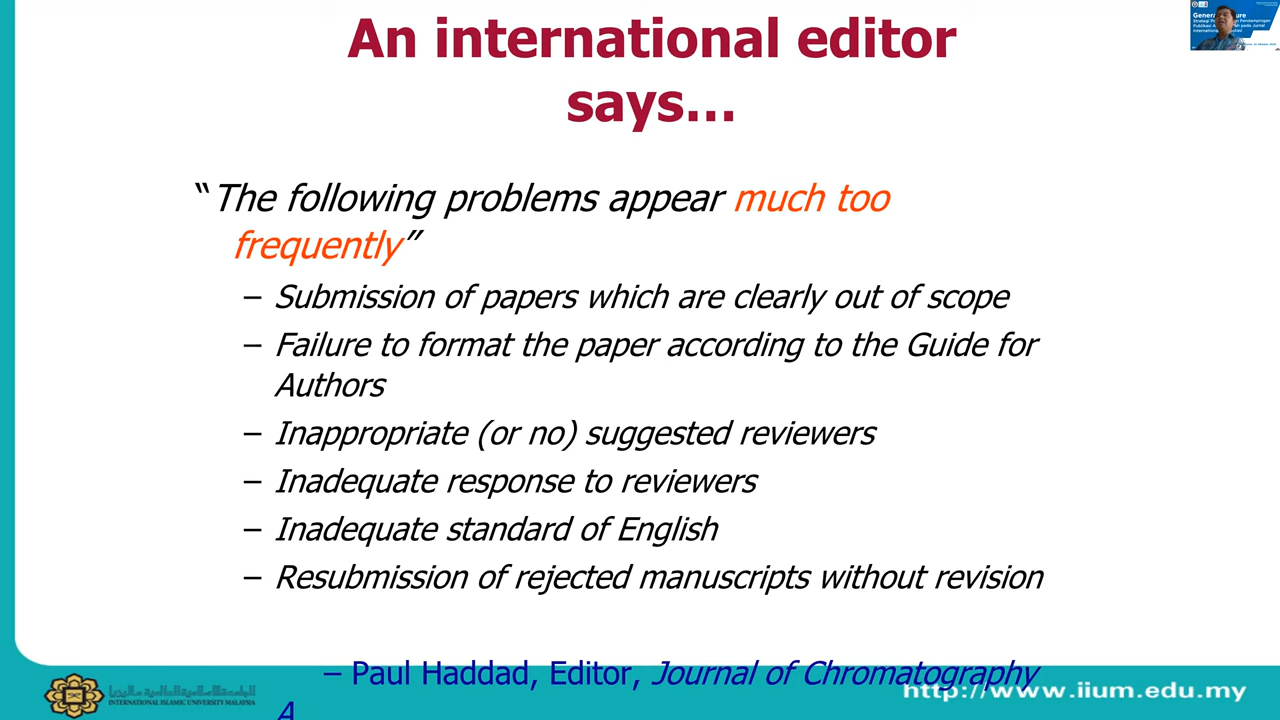 An international editor
says…
“The following problems appear much too
frequently”
– Submission of papers which are clearly out of scope
– Failure to format the paper according to the Guide for
Authors
– Inappropriate (or no) suggested reviewers
– Inadequate response to reviewers
– Inadequate standard of English
– Resubmission of rejected manuscripts without revision
– Paul Haddad, Editor, Journal of Chromatography
A
INTERNATIONAL ISLAMIC UNIVERSITY MALAYSIA
http://www.iium.edu.my